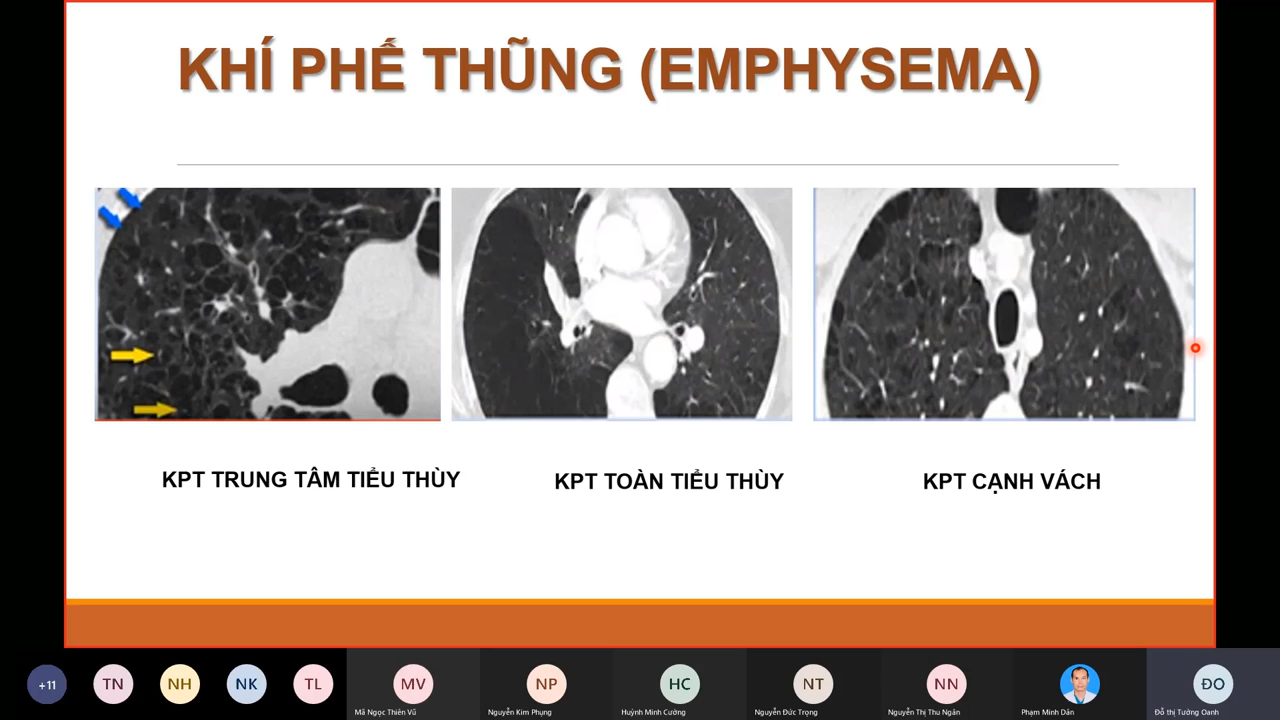 KHÍ PHẾ THŨNG (EMPHYSEMA)
KPT TRUNG TÂM TIỂU THÙY
KPT TOÀN TIỂU THÙY
KPT CẠNH VÁCH
+11
TN
NH
NK
TL
MV
NP
HC
NT
NN
ĐO
Mã Ngọc Thiên Vũ
Nguyễn Kim Phụng
Huỳnh Minh Cường
Nguyễn Đức Trọng
Nguyễn Thị Thu Ngân
Phạm Minh Dân
Đỗ thị Tường Oanh